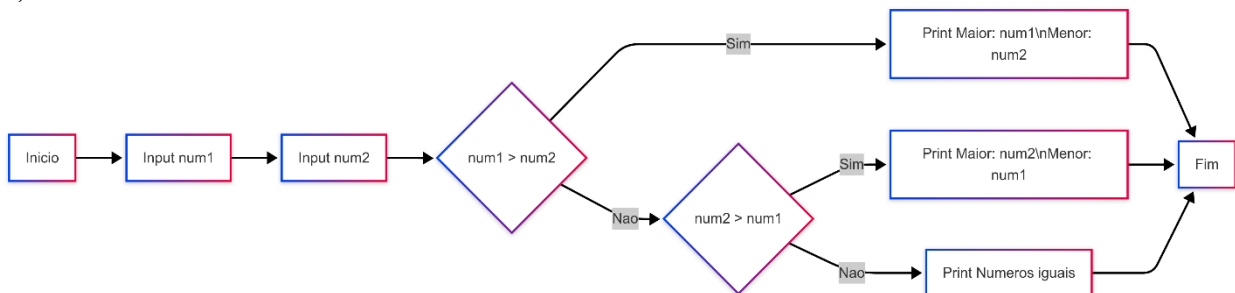 Inicio
Input num1
Input num2
num1 > num2
Sim
Print Maior: num1\nMenor:
num2
Nao
num2 > num1
Sim
Print Maior: num2\nMenor:
num1
Nao
Print Numeros iguais
Fim